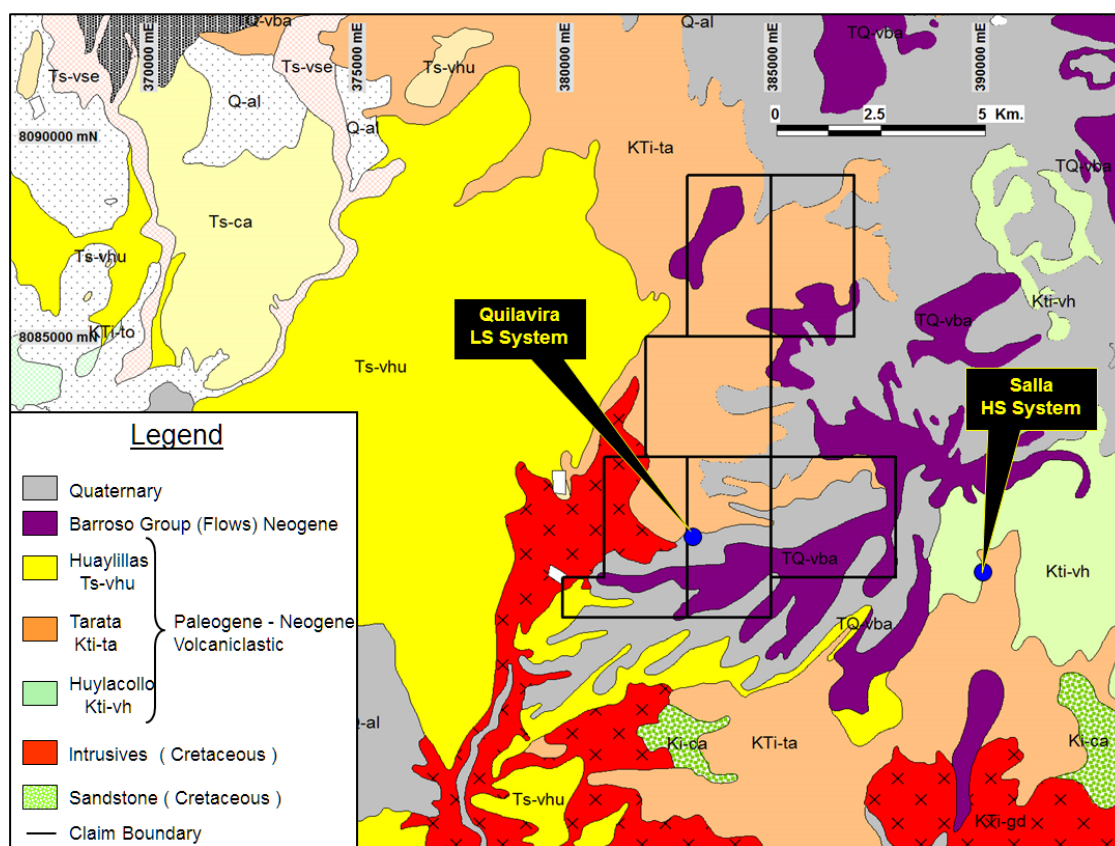 Q-vba
Q-al
TQ-vba
370000 mE
375000 mE
380000 mE
385000 mE
390000 mE
Ts-vse
Ts-vse
Ts-vhu
Q-al
Q-al
0 2.5 5 Km.
8090000 mN
KTi-ta
TQ-vba
Ts-ca
Ts-vhu
Kti-vh
Quilavira
LS System
TQ-vba
KTi-to
8085000 mN
Ts-vhu
Salla
HS System
Legend
Quaternary
Barroso Group (Flows) Neogene
Huaylillas
Ts-vhu
Tarata
Kti-ta
Paleogene - Neogene
Volcaniclastic
Huylacollo
Kti-vh
Intrusives ( Cretaceous )
Sandstone ( Cretaceous )
Claim Boundary
TQ-vba
Kti-vh
TQ-vba
Q-al
Ki-ca
KTi-ta
Ki-ca
Ts-vhu
KTi-gd